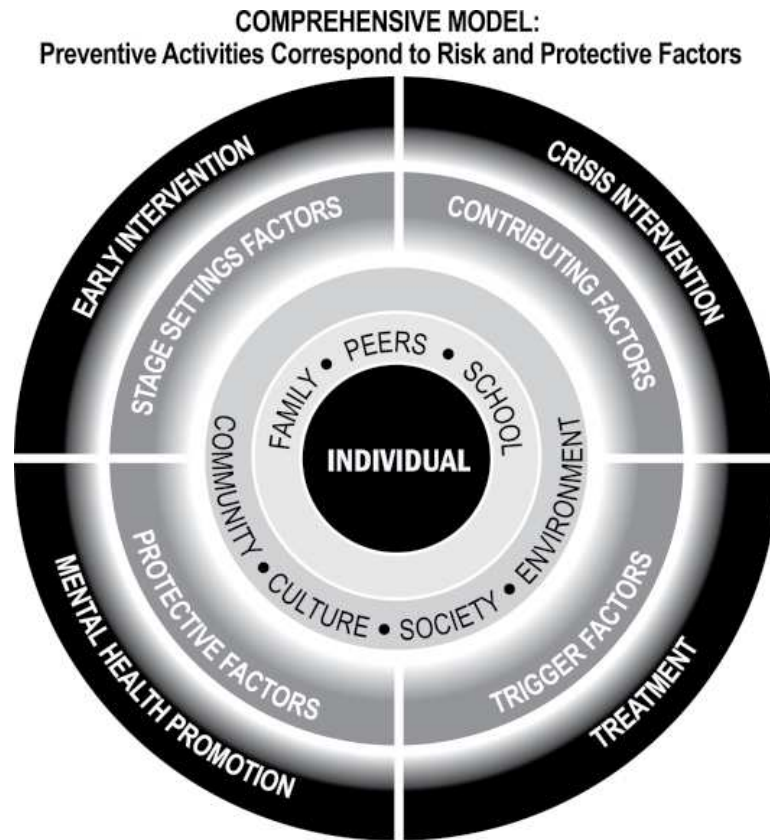 COMPREHENSIVE MODEL:
Preventive Activities Correspond to Risk and Protective Factors
EARLY INTERVENTION
CRISIS INTERVENTION
STAGE SETTINGS FACTORS
CONTRIBUTING FACTORS
FAMILY • PEERS • SCHOOL
INDIVIDUAL
COMMUNITY • CULTURE • SOCIETY • ENVIRONMENT
PROTECTIVE FACTORS
TRIGGER FACTORS
MENTAL HEALTH PROMOTION
TREATMENT